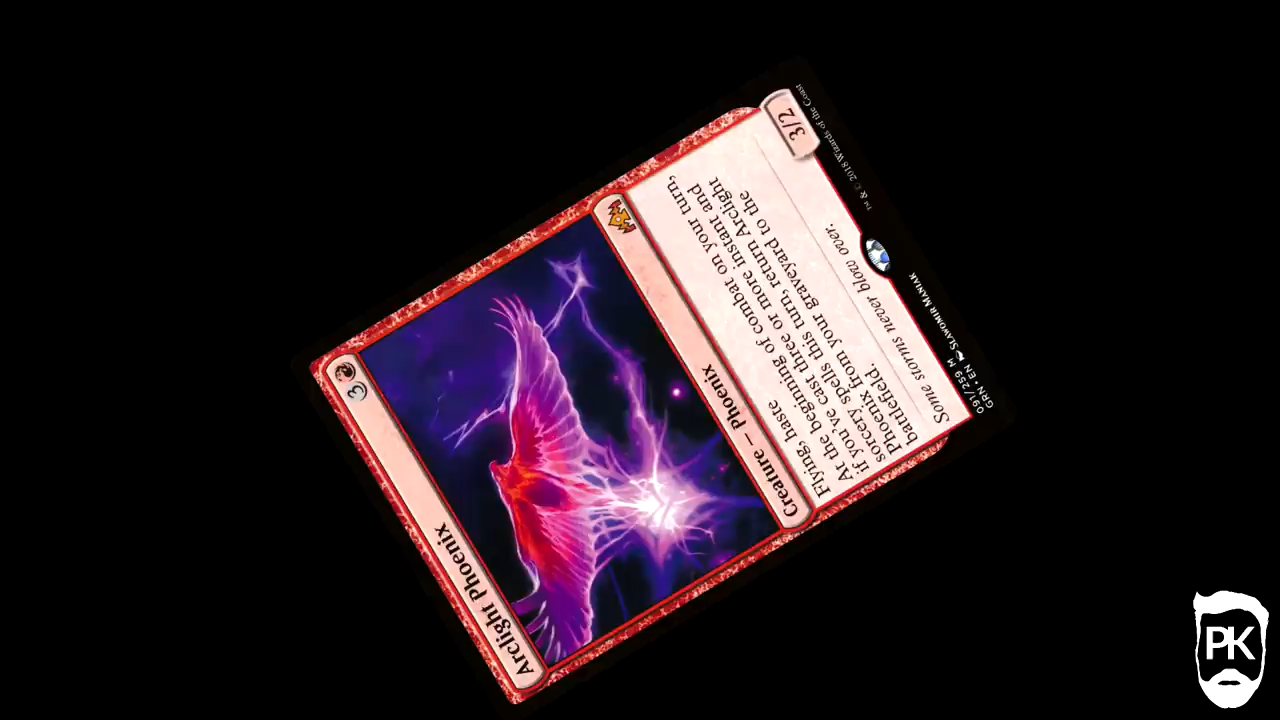 Arclight Phoenix
3
Creature — Phoenix
Flying, haste
At the beginning of combat on your turn,
if you've cast three or more instant and
sorcery spells this turn, return Arclight
Phoenix from your graveyard to the
battlefield.
Some storms never blow over.
3/2
091/259 M
GRN • EN SLAWOMIR MANIAK
™ & © 2018 Wizards of the Coast
PK